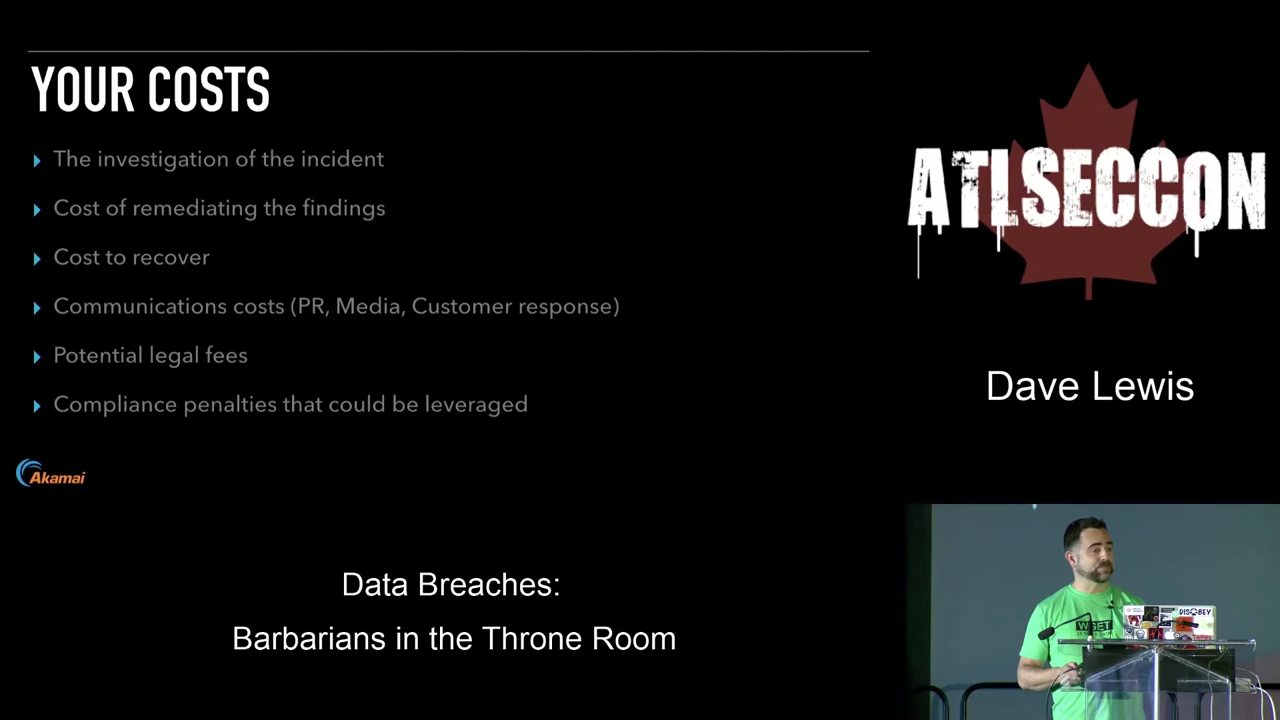 YOUR COSTS
The investigation of the incident
Cost of remediating the findings
Cost to recover
Communications costs (PR, Media, Customer response)
Potential legal fees
Compliance penalties that could be leveraged
Akamai
ATLSECCON
Dave Lewis
Data Breaches:
Barbarians in the Throne Room
DISOBEY